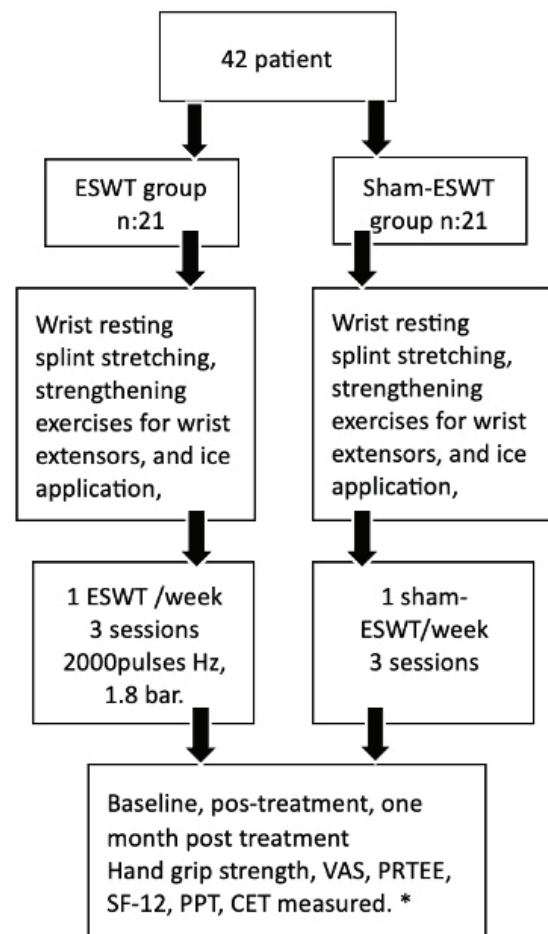 42 patient
ESWT group
n:21
Sham-ESWT
group n:21
Wrist resting
splint stretching,
strengthening
exercises for wrist
extensors, and ice
application,
Wrist resting
splint stretching,
strengthening
exercises for wrist
extensors, and ice
application,
1 ESWT /week
3 sessions
2000pulses Hz,
1.8 bar.
1 sham-
ESWT/week
3 sessions
Baseline, pos-treatment, one
month post treatment
Hand grip strength, VAS, PRTEE,
SF-12, PPT, CET measured. *